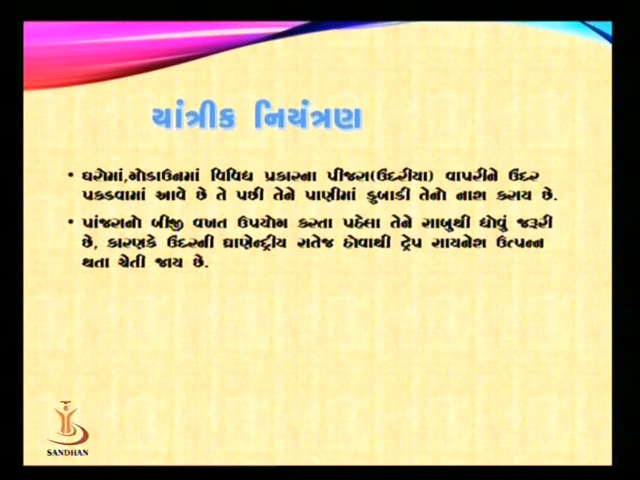 યાંત્રીક નિયંત્રણ
• ઘરોમાં,ગોડાઉનમાં વિવિધ પ્રકારના પીંજરા(ઉંદરીયા) વાપરીને ઉંદર
પકડવામાં આવે છે તે પછી તેને પાણીમાં ડુબાડી તેનો નાશ કરાય છે.
• પાંજરાનો બીજી વખત ઉપયોગ કરતા પહેલા તેને સાબુથી ધોવું જરૂરી
છે, કારણકે ઉંદરની ઘ્રાણેન્દ્રીય સતેજ હોવાથી ટ્રેપ સાયનેશ ઉત્પન્ન
થતા ચેતી જાય છે.
SANDHAN